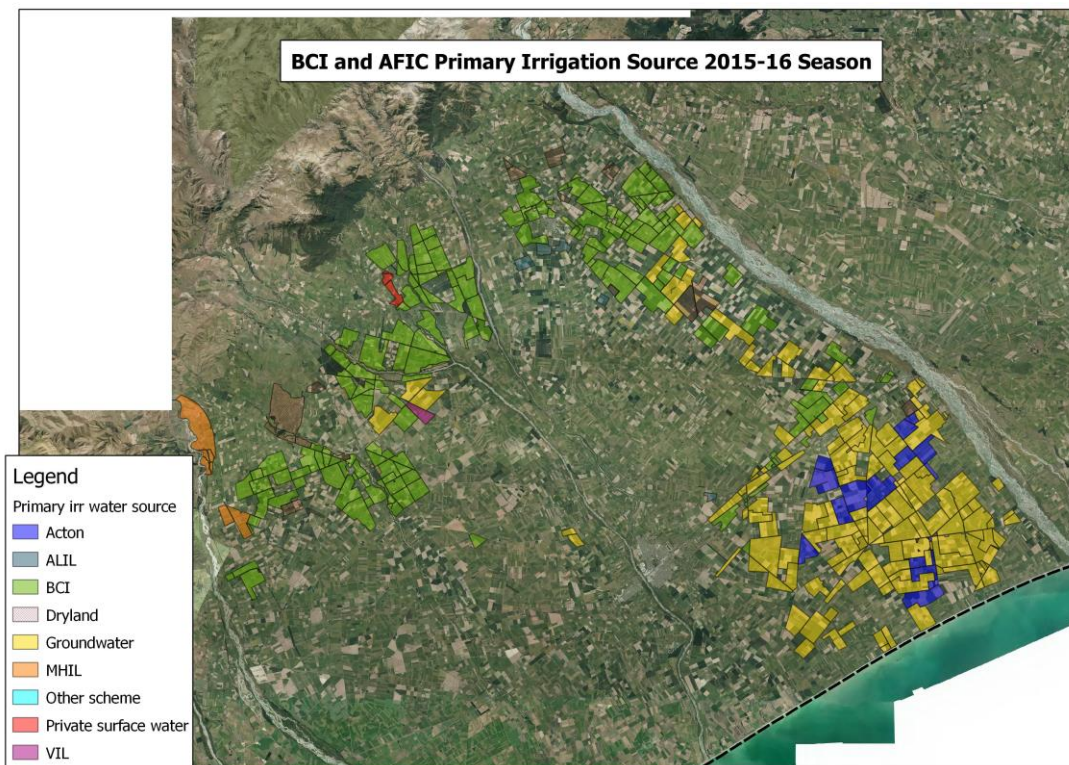 BCI and AFIC Primary Irrigation Source 2015-16 Season
Legend
Primary irr water source
Acton
ALIL
BCI
Dryland
Groundwater
MHIL
Other scheme
Private surface water
VIL